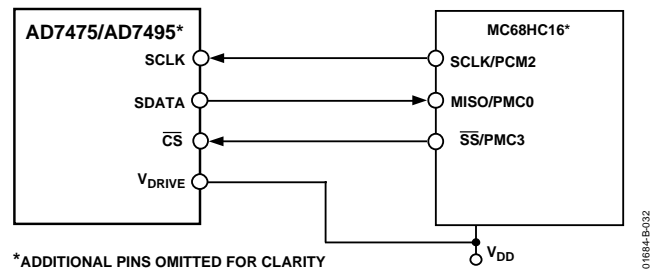 AD7475/AD7495*
SCLK
SDATA
CS
VDRIVE
MC68HC16*
SCLK/PCM2
MISO/PMC0
SS/PMC3
VDD
*ADDITIONAL PINS OMITTED FOR CLARITY
01684-B-032